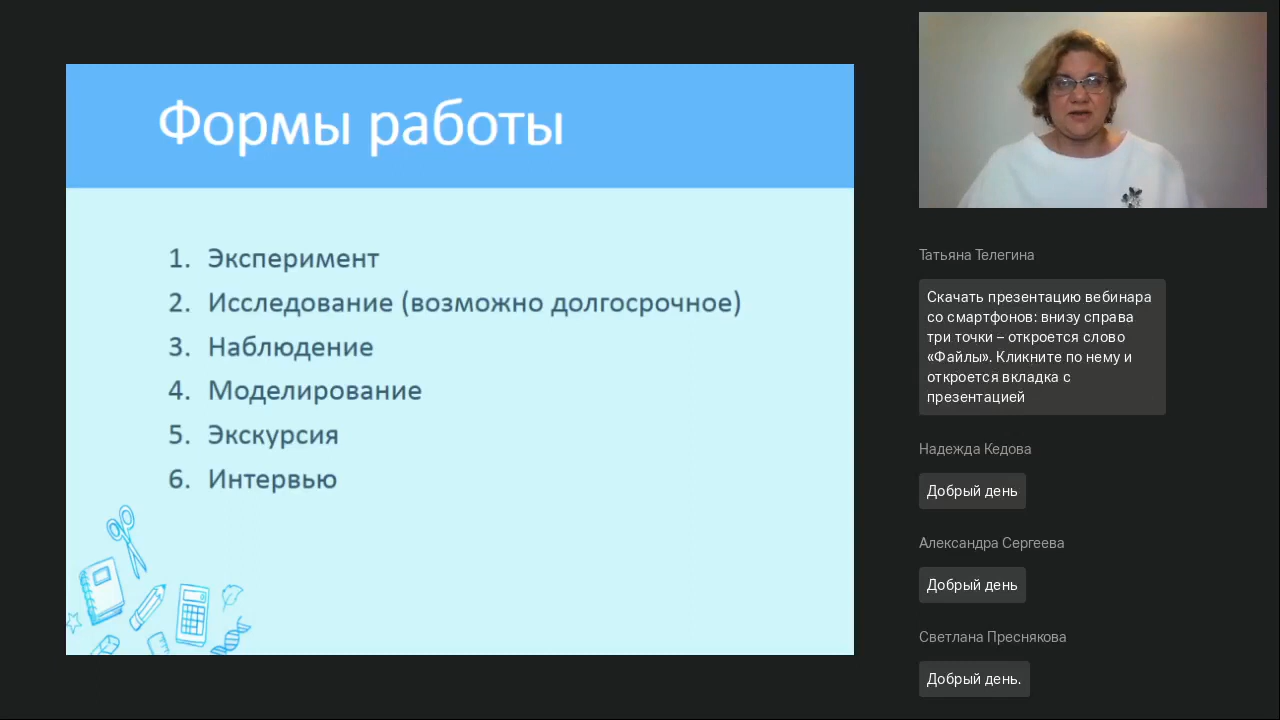 Формы работы
1. Эксперимент
2. Исследование (возможно долгосрочное)
3. Наблюдение
4. Моделирование
5. Экскурсия
6. Интервью
Татьяна Телегина
Скачать презентацию вебинара
со смартфонов: внизу справа
три точки – откроется слово
«Файлы». Кликните по нему и
откроется вкладка с
презентацией
Надежда Кедова
Добрый день
Александра Сергеева
Добрый день
Светлана Преснякова
Добрый день.